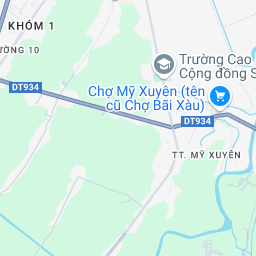 KHÓM 1
ƯỜNG 10
Trường Cao
Cộng đồng S
DT934
Chợ Mỹ Xuyên (tên
cũ Chợ Bãi Xàu)
DT934
TT. MỸ XUYÊN